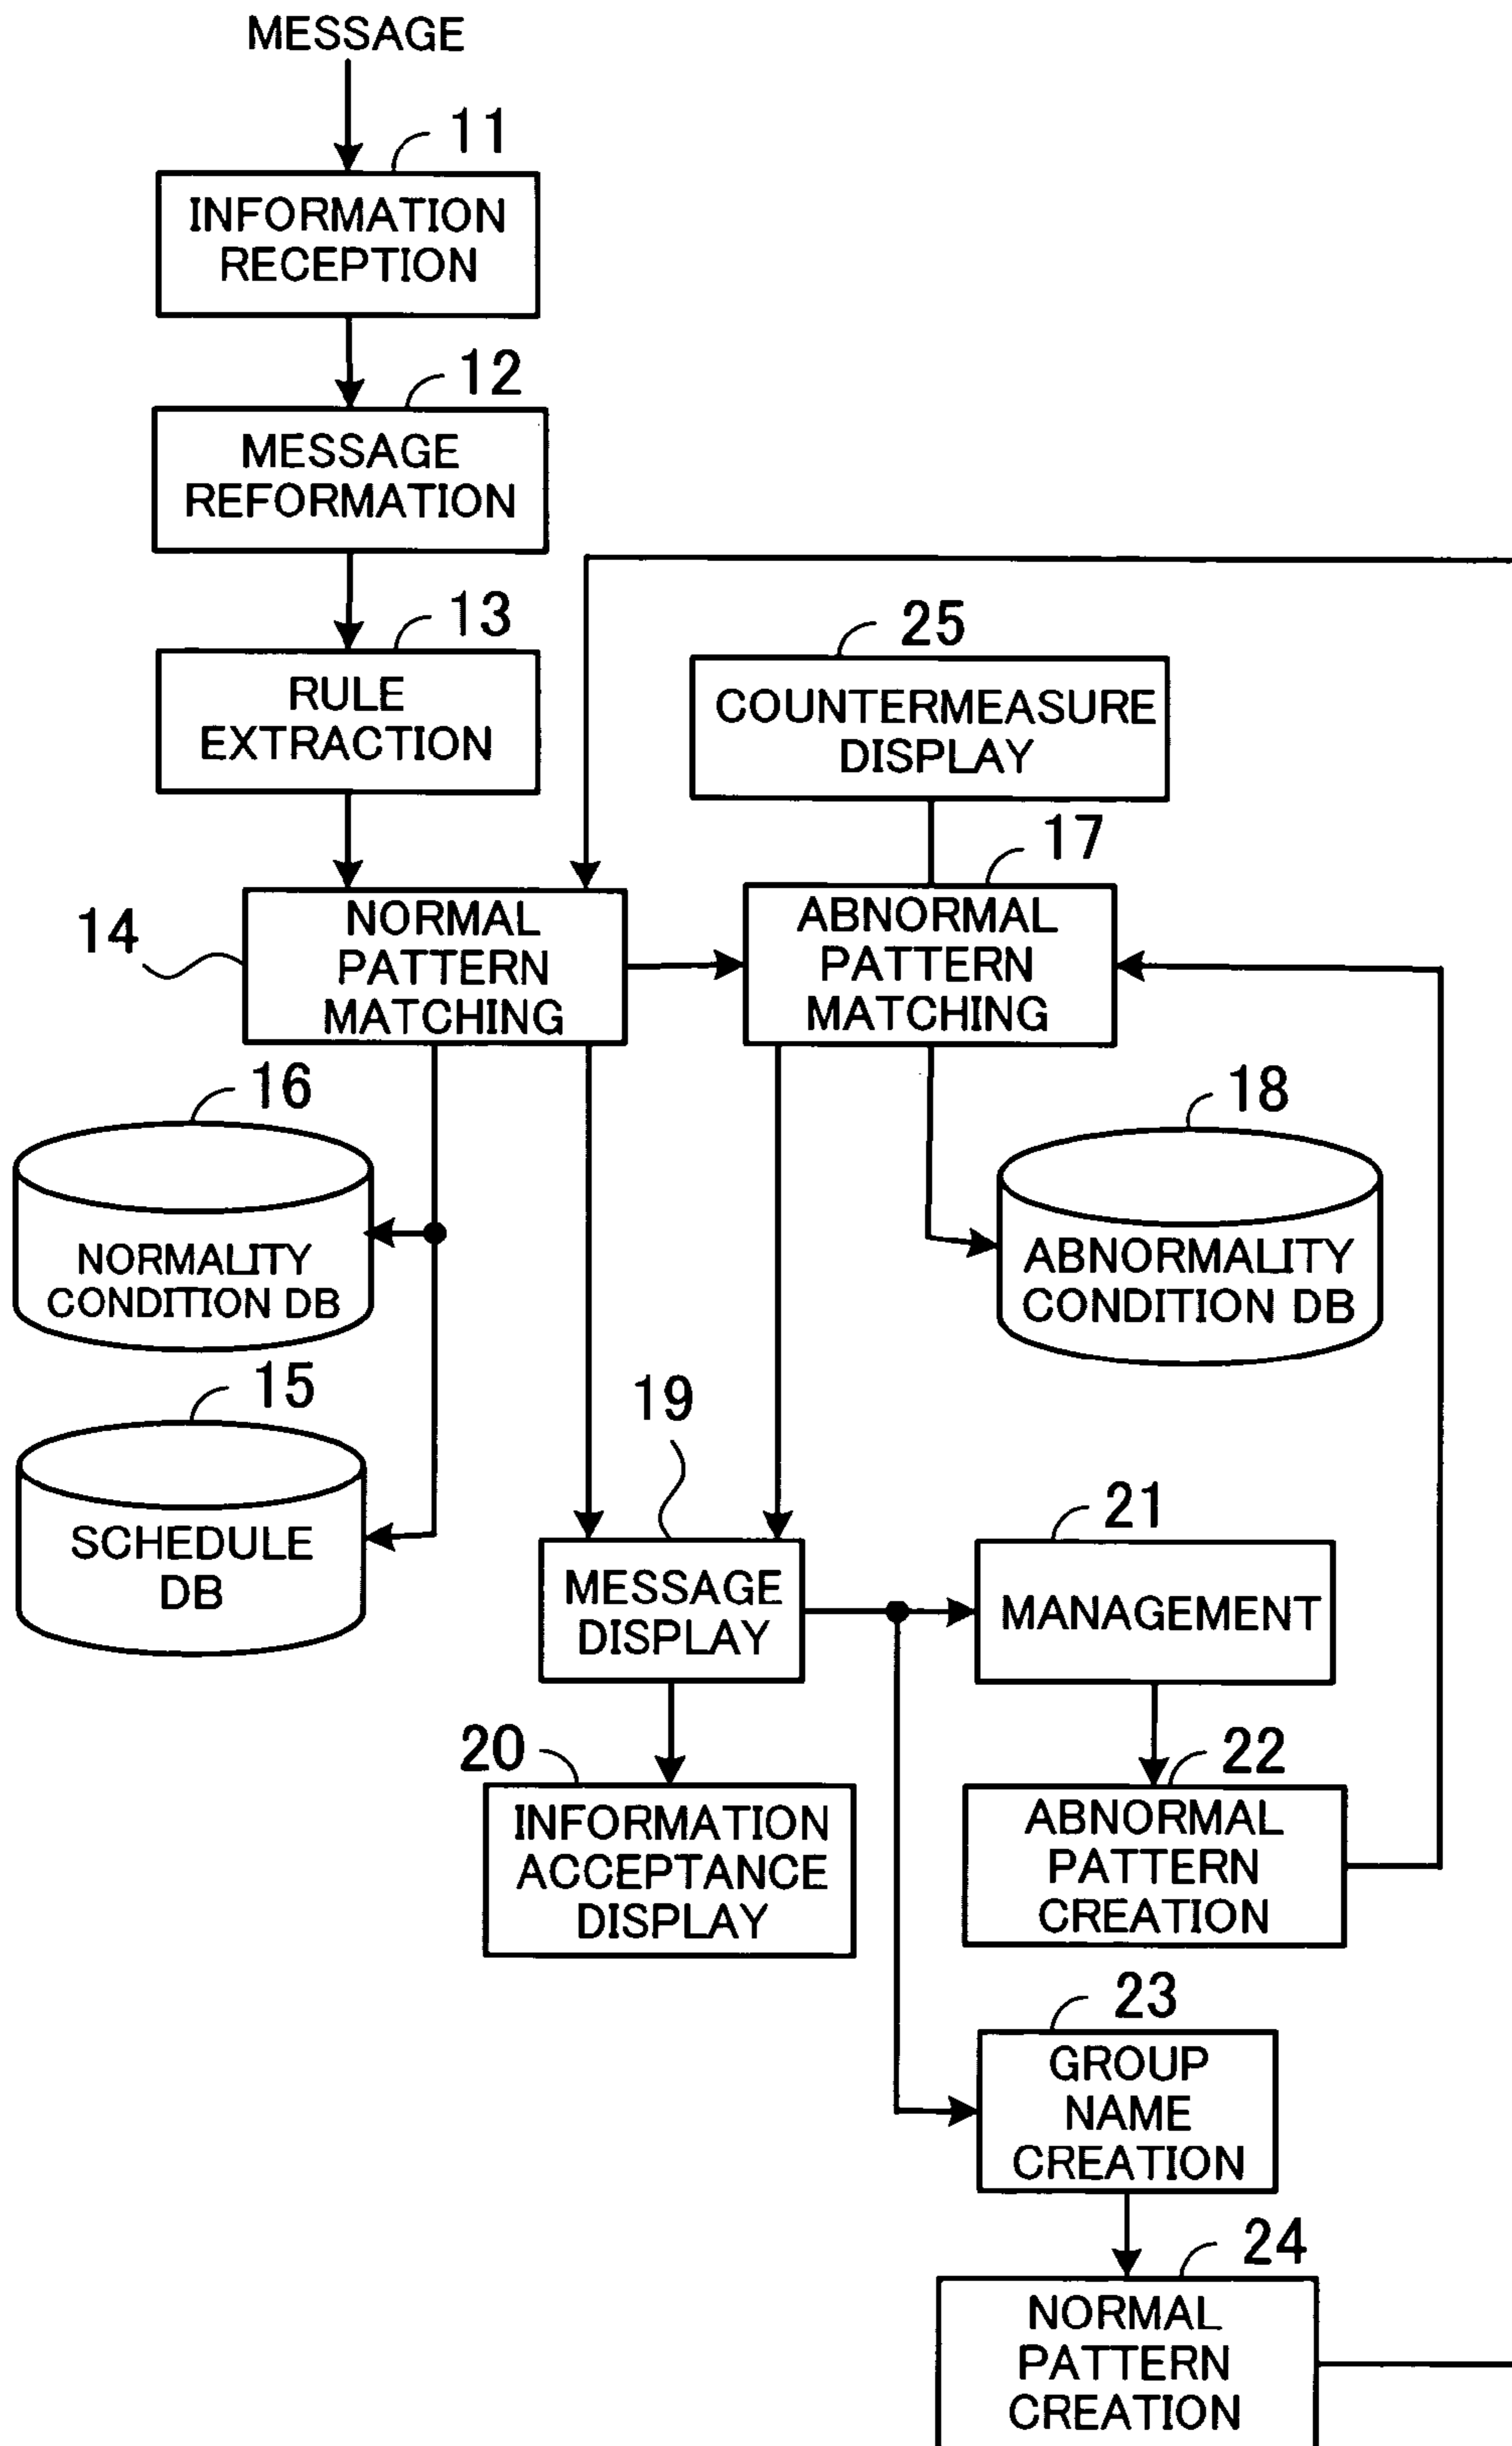 MESSAGE
11
INFORMATION
RECEPTION
12
MESSAGE
REFORMATION
13
RULE
EXTRACTION
25
COUNTERMEASURE
DISPLAY
14
NORMAL
PATTERN
MATCHING
17
ABNORMAL
PATTERN
MATCHING
16
NORMALITY
CONDITION DB
18
ABNORMALITY
CONDITION DB
15
SCHEDULE
DB
19
MESSAGE
DISPLAY
21
MANAGEMENT
20
INFORMATION
ACCEPTANCE
DISPLAY
22
ABNORMAL
PATTERN
CREATION
23
GROUP
NAME
CREATION
24
NORMAL
PATTERN
CREATION